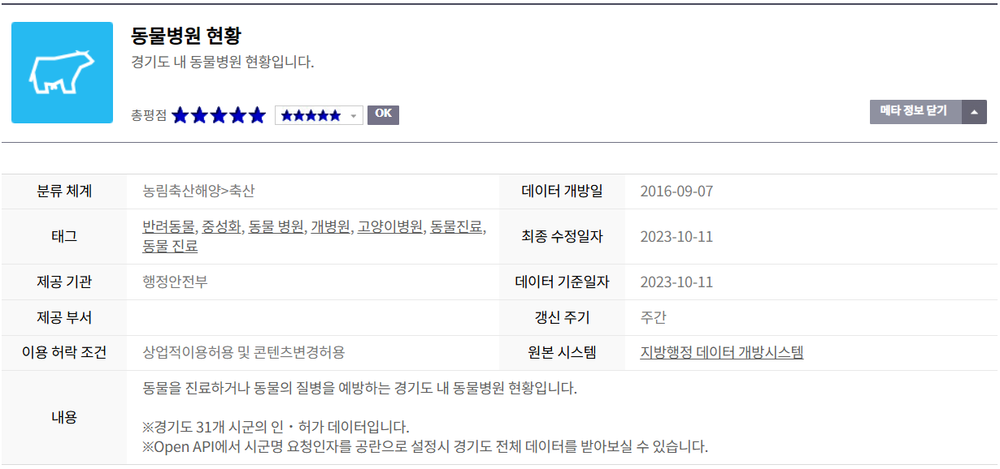 동물병원 현황
경기도 내 동물병원 현황입니다.
총평점 ★★★★★ ★★★★★ OK
메타 정보 닫기
분류 체계 농림축산해양>축산 데이터 개방일 2016-09-07
태그 반려동물, 중성화, 동물 병원, 개병원, 고양이병원, 동물진료,
동물 진료
최종 수정일자 2023-10-11
제공 기관 행정안전부 데이터 기준일자 2023-10-11
제공 부서 갱신 주기 주간
이용 허락 조건 상업적이용허용 및 콘텐츠변경허용 원본 시스템 지방행정 데이터 개방시스템
내용 동물을 진료하거나 동물의 질병을 예방하는 경기도 내 동물병원 현황입니다.
※경기도 31개 시군의 인・허가 데이터입니다.
※Open API에서 시군명 요청인자를 공란으로 설정시 경기도 전체 데이터를 받아보실 수 있습니다.